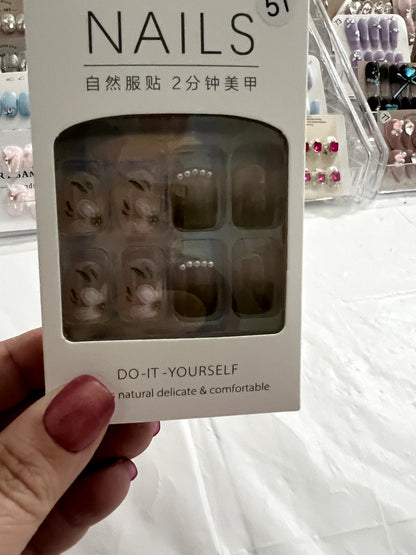 51
NAILS
自然服贴 2分钟美甲
DO-IT-YOURSELF
natural delicate & comfortable